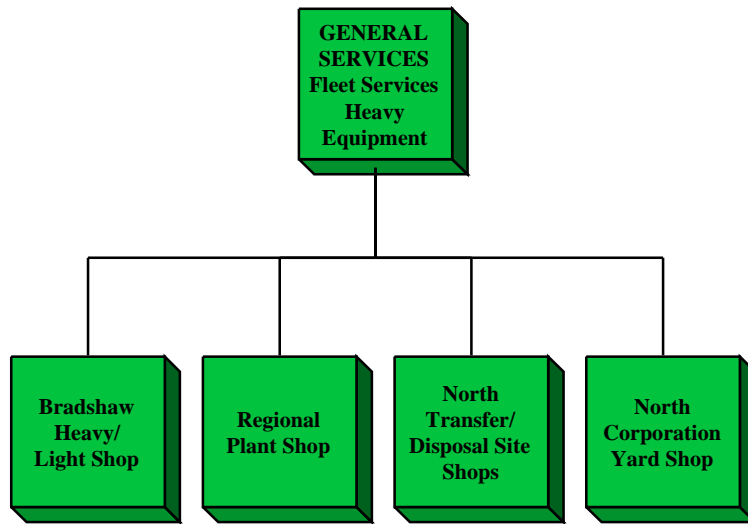 GENERAL
SERVICES
Fleet Services
Heavy
Equipment
Bradshaw
Heavy/
Light Shop
Regional
Plant Shop
North
Transfer/
Disposal Site
Shops
North
Corporation
Yard Shop